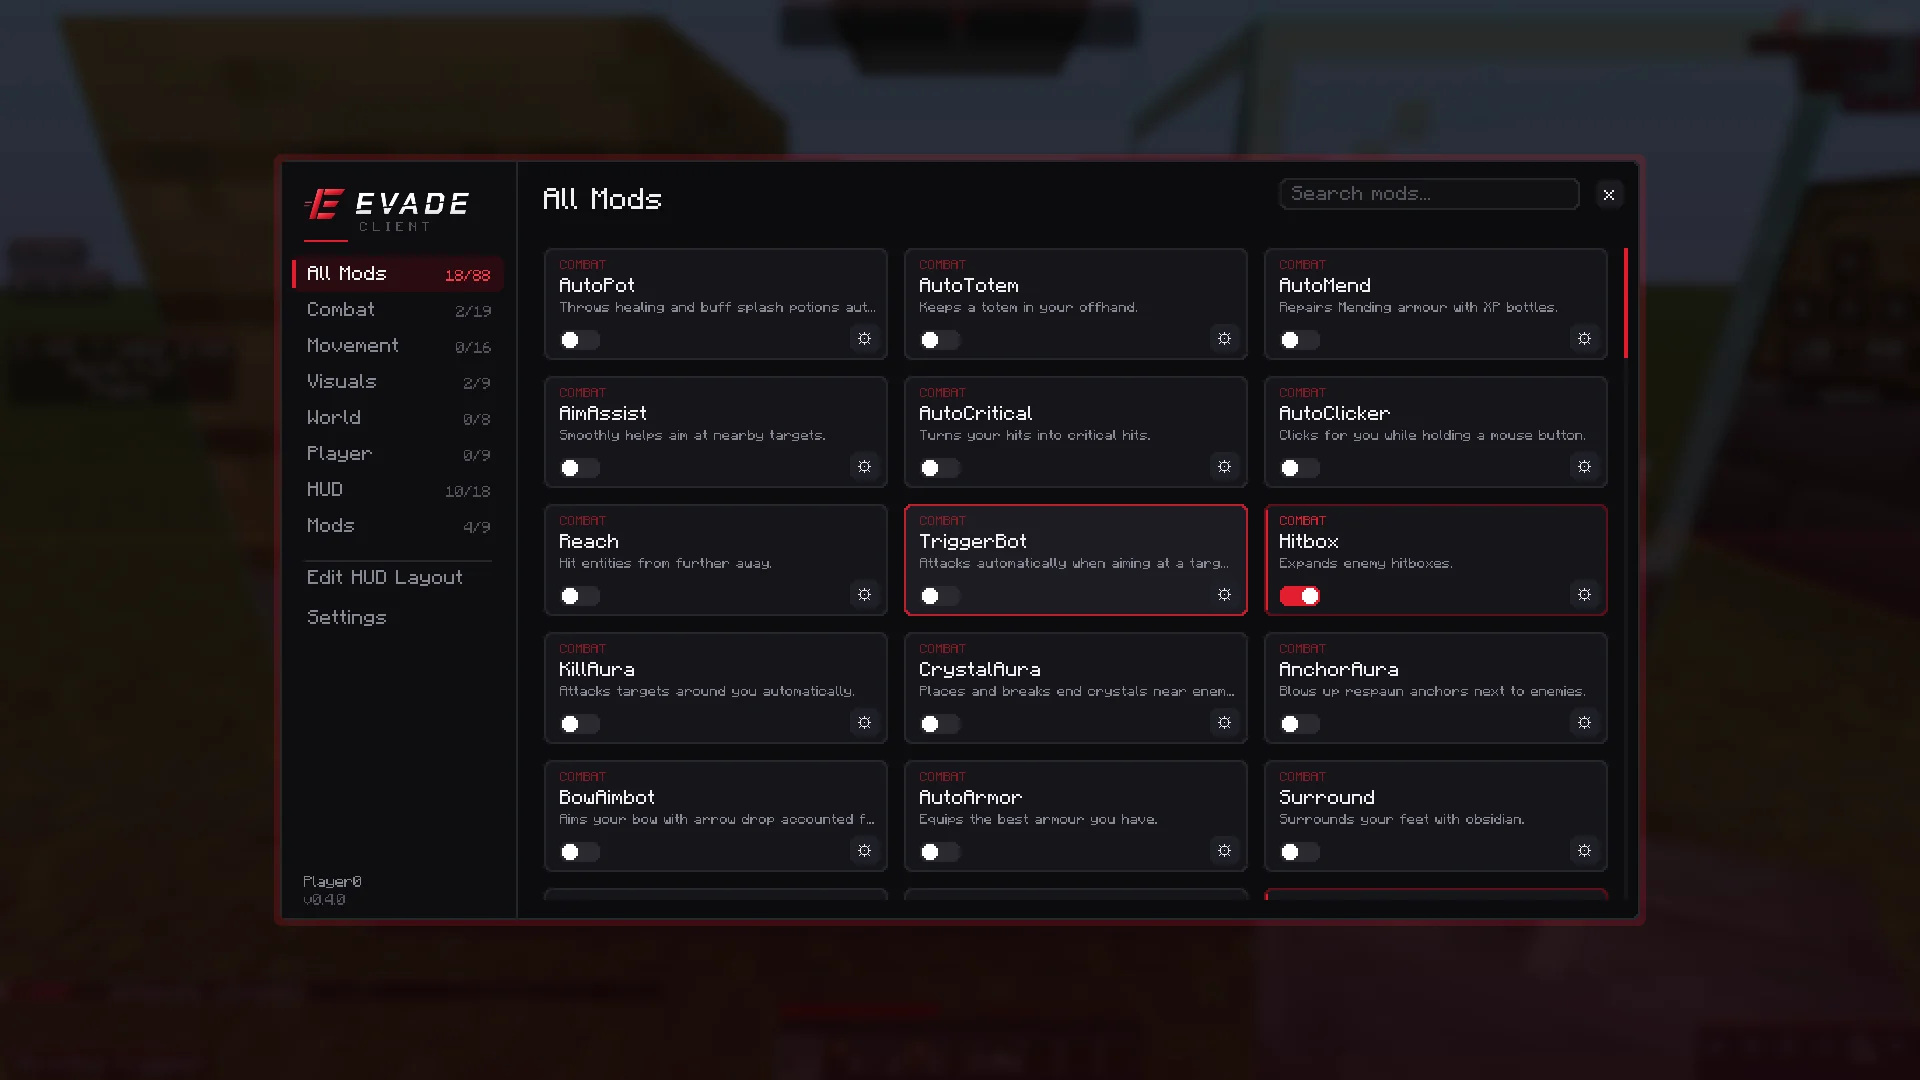 EVADE
CLIENT
All Mods 18/88
Combat 2/19
Movement 0/16
Visuals 2/9
World 0/8
Player 0/9
HUD 10/18
Mods 4/9
Edit HUD Layout
Settings
Player0
v0.4.0
All Mods
Search mods...
COMBAT
AutoPot
Throws healing and buff splash potions aut...
COMBAT
AutoTotem
Keeps a totem in your offhand.
COMBAT
AutoMend
Repairs Mending armour with XP bottles.
COMBAT
AimAssist
Smoothly helps aim at nearby targets.
COMBAT
AutoCritical
Turns your hits into critical hits.
COMBAT
AutoClicker
Clicks for you while holding a mouse button.
COMBAT
Reach
Hit entities from further away.
COMBAT
TriggerBot
Attacks automatically when aiming at a targ...
COMBAT
Hitbox
Expands enemy hitboxes.
COMBAT
KillAura
Attacks targets around you automatically.
COMBAT
CrystalAura
Places and breaks end crystals near enem...
COMBAT
AnchorAura
Blows up respawn anchors next to enemies.
COMBAT
BowAimbot
Aims your bow with arrow drop accounted f...
COMBAT
AutoArmor
Equips the best armour you have.
COMBAT
Surround
Surrounds your feet with obsidian.